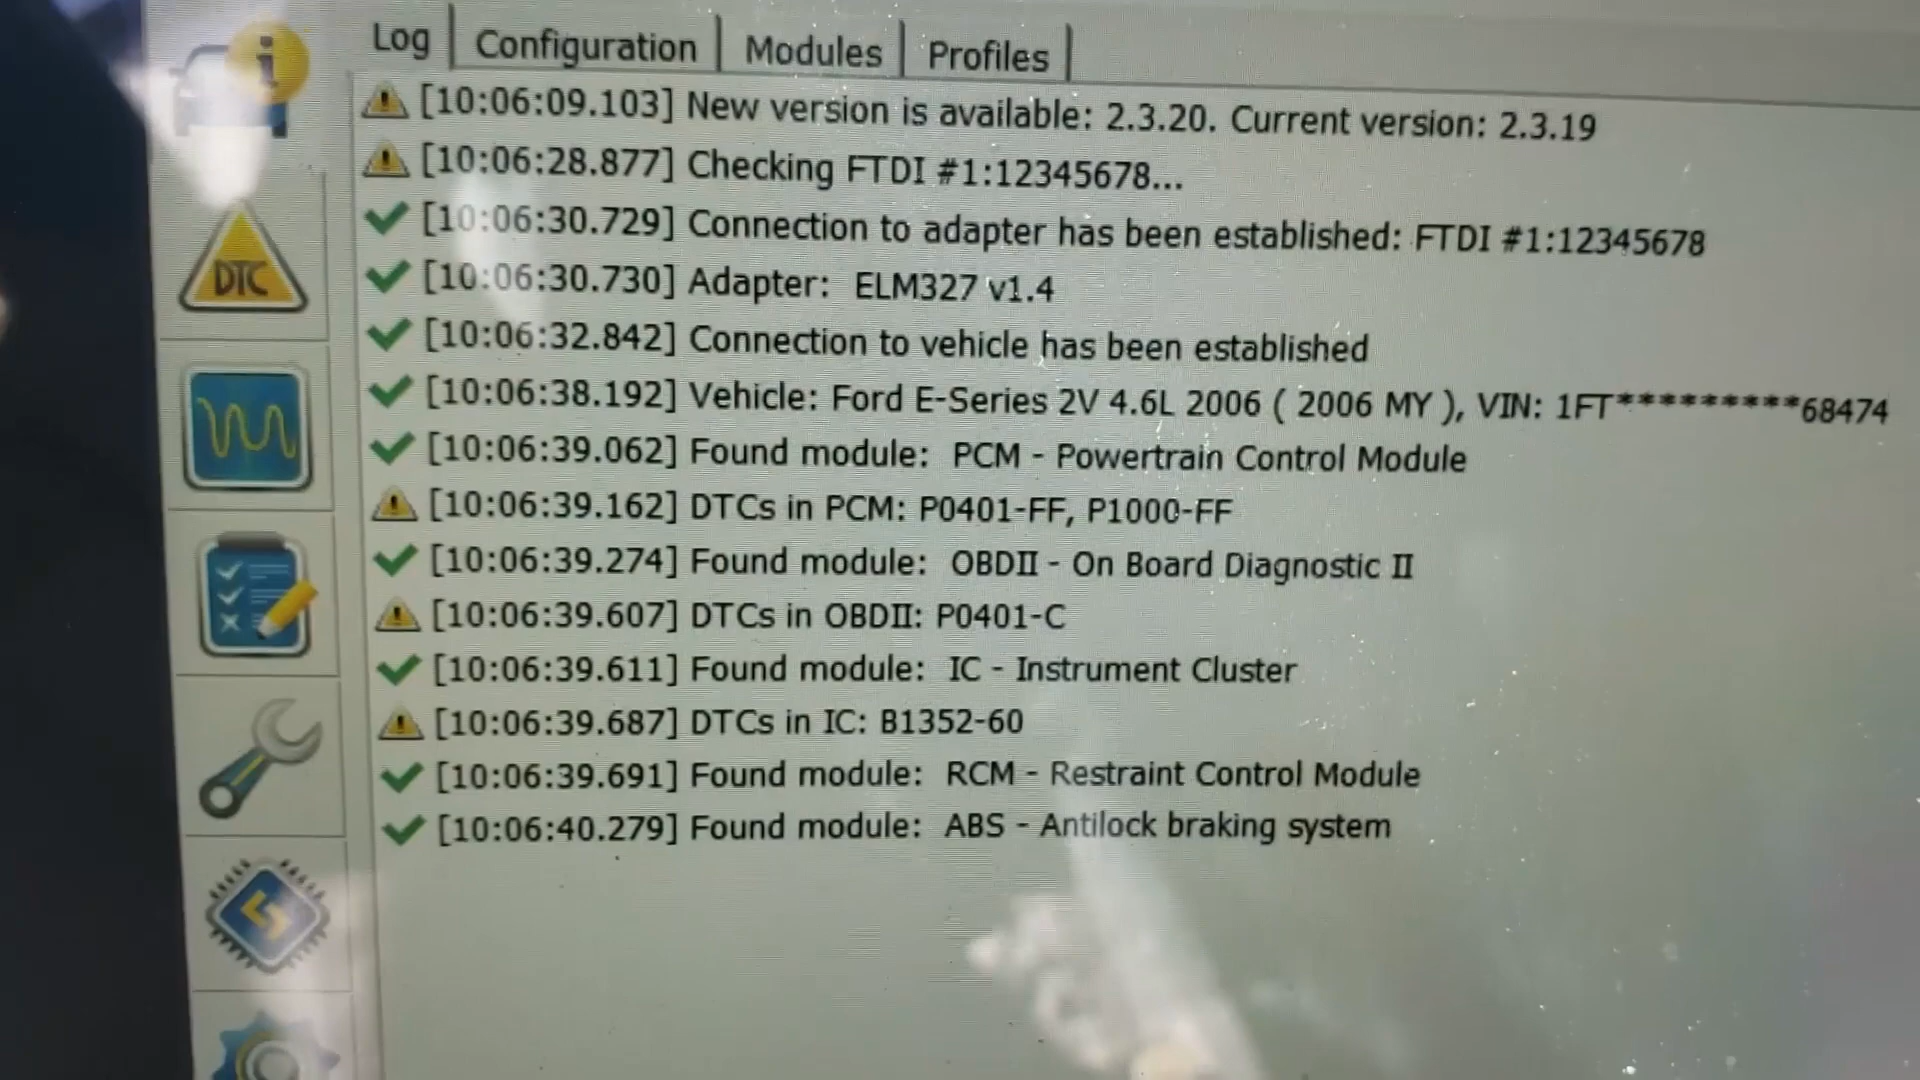 Log Configuration Modules Profiles
[10:06:09.103] New version is available: 2.3.20. Current version: 2.3.19
[10:06:28.877] Checking FTDI #1:12345678...
[10:06:30.729] Connection to adapter has been established: FTDI #1:12345678
[10:06:30.730] Adapter: ELM327 v1.4
[10:06:32.842] Connection to vehicle has been established
[10:06:38.192] Vehicle: Ford E-Series 2V 4.6L 2006 ( 2006 MY ), VIN: 1FT*********68474
[10:06:39.062] Found module: PCM - Powertrain Control Module
[10:06:39.162] DTCs in PCM: P0401-FF, P1000-FF
[10:06:39.274] Found module: OBDII - On Board Diagnostic II
[10:06:39.607] DTCs in OBDII: P0401-C
[10:06:39.611] Found module: IC - Instrument Cluster
[10:06:39.687] DTCs in IC: B1352-60
[10:06:39.691] Found module: RCM - Restraint Control Module
[10:06:40.279] Found module: ABS - Antilock braking system
DTC